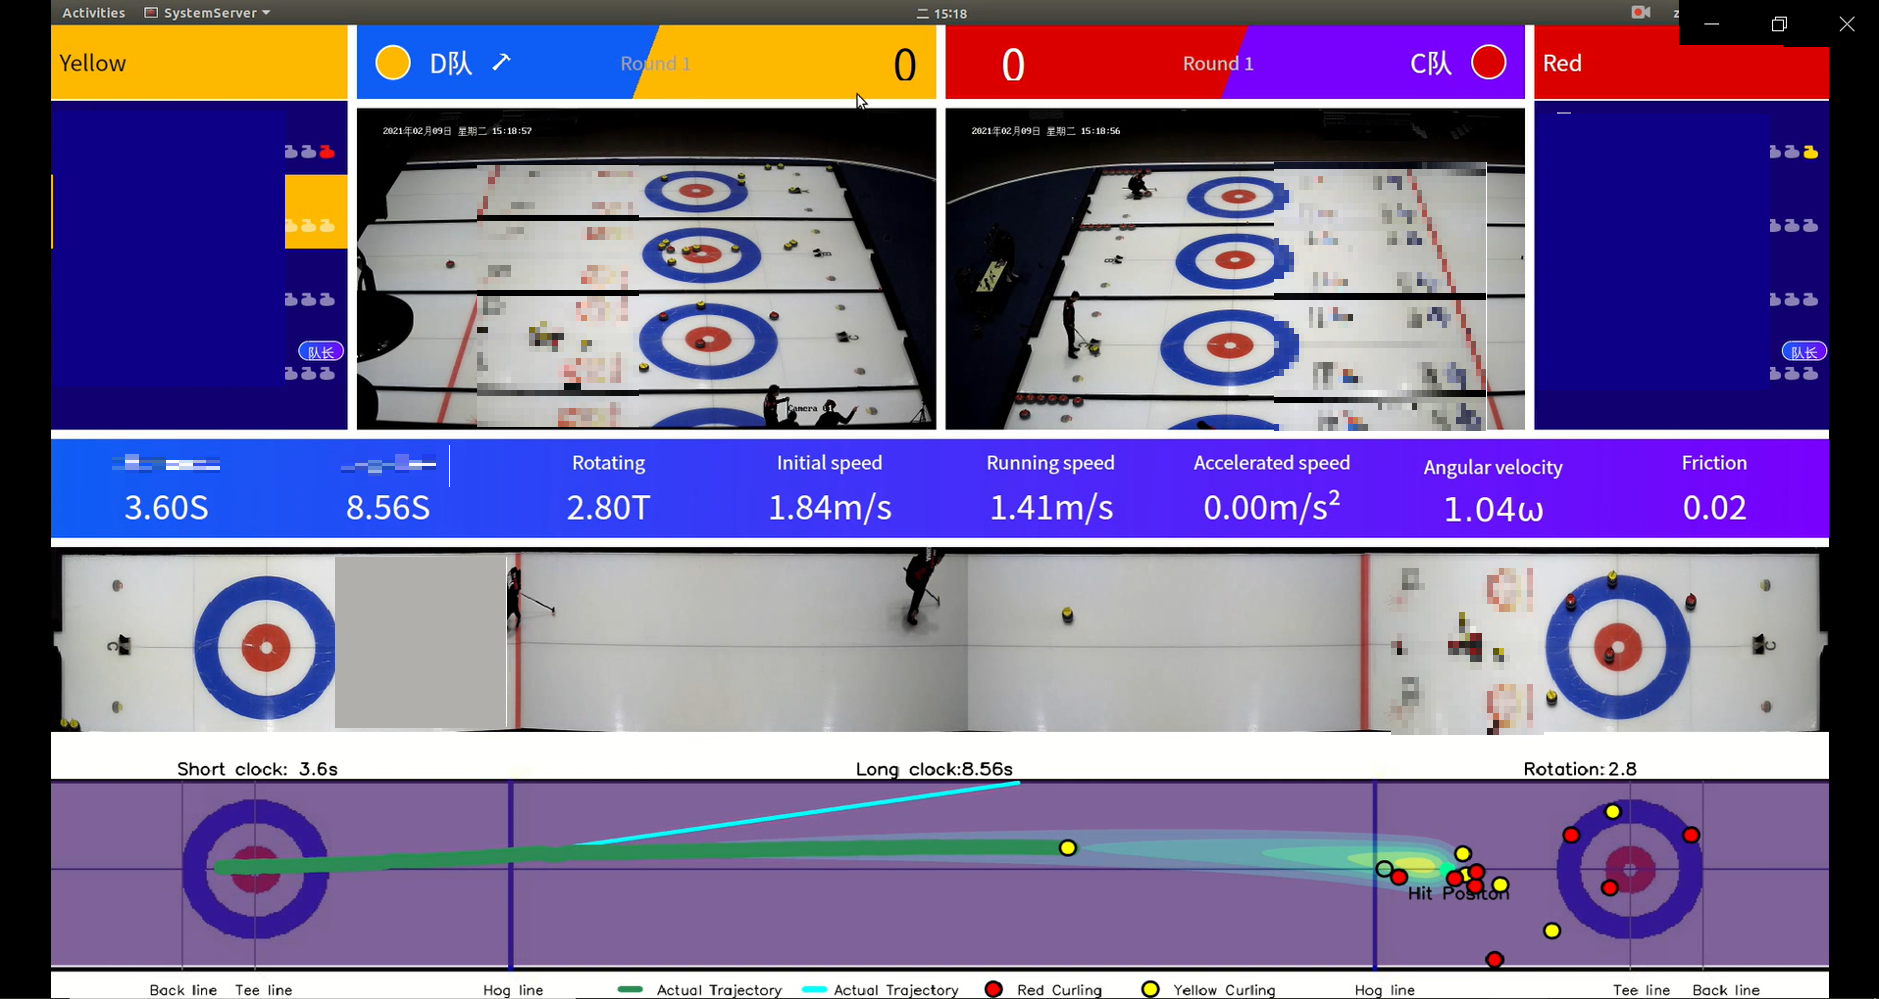 Activities SystemServer
二 15:18
Yellow
D队 Round 1 0
0 Round 1 C队
Red
2021年02月09日 星期二 15:18:57
2021年02月09日 星期二 15:18:56
队长
队长
Camera 01
Rotating Initial speed Running speed Accelerated speed Angular velocity Friction
3.60S 8.56S 2.80T 1.84m/s 1.41m/s 0.00m/s² 1.04ω 0.02
Short clock: 3.6s Long clock:8.56s Rotation:2.8
Hit Positon
Back line Tee line Hog line Actual Trajectory Actual Trajectory Red Curling Yellow Curling Hog line Tee line Back line